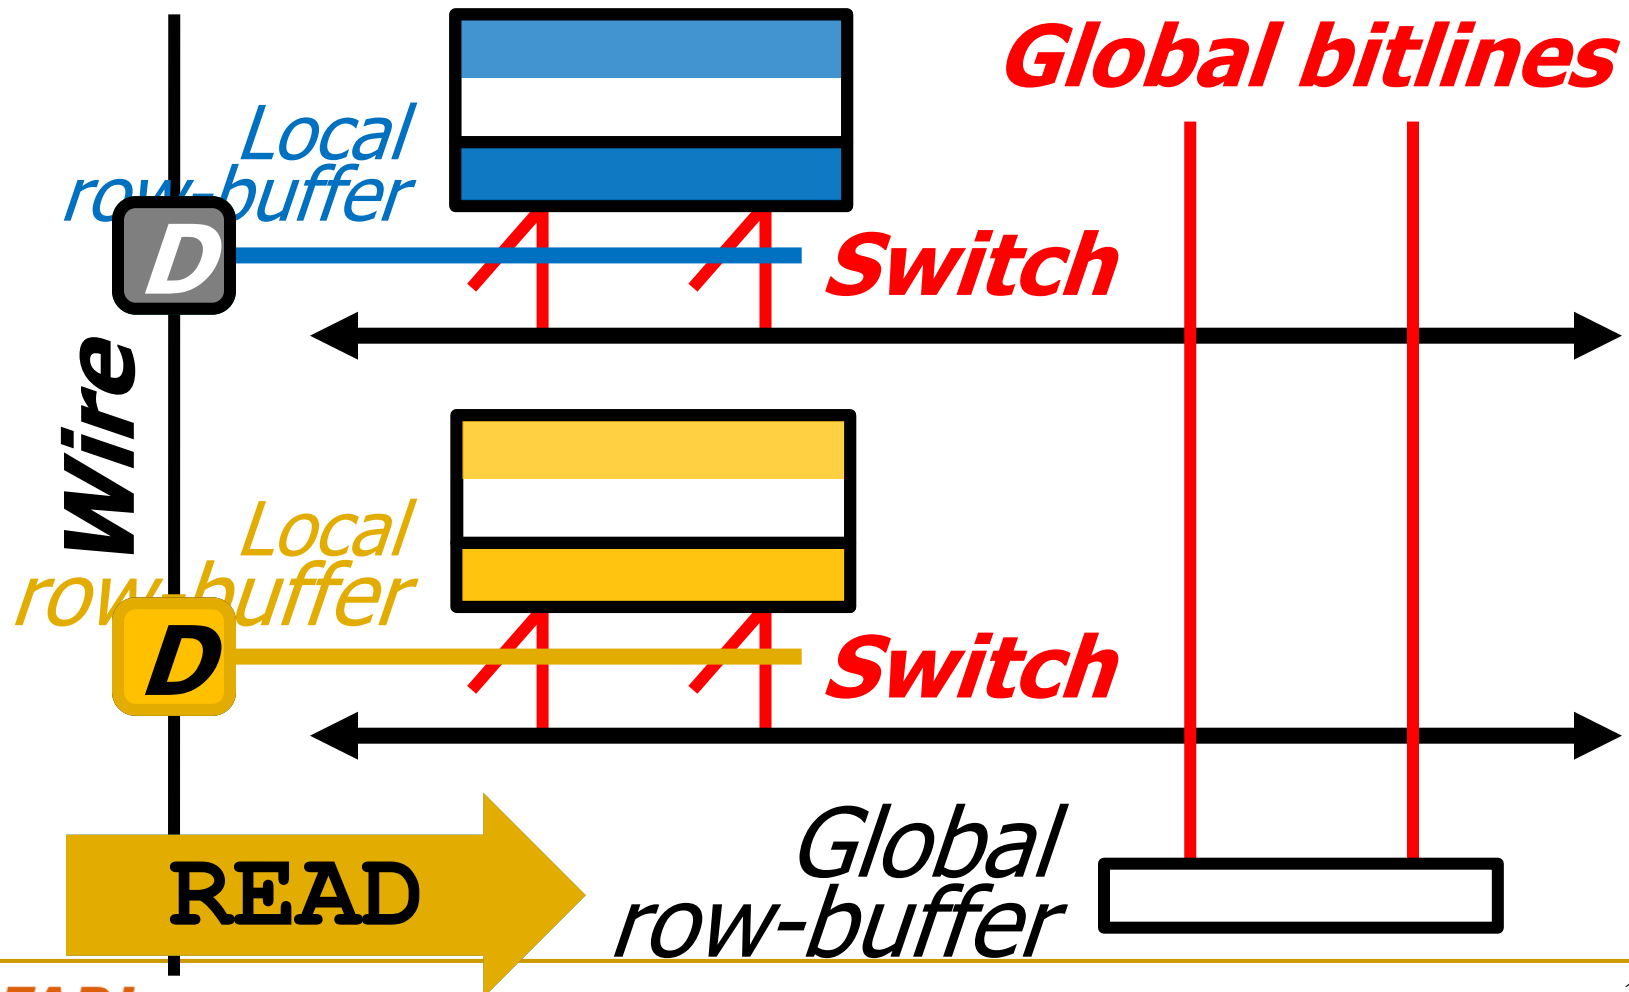 Global bitlines
Local
row-buffer
D
Switch
Wire
Local
row-buffer
D
Switch
READ
Global
row-buffer